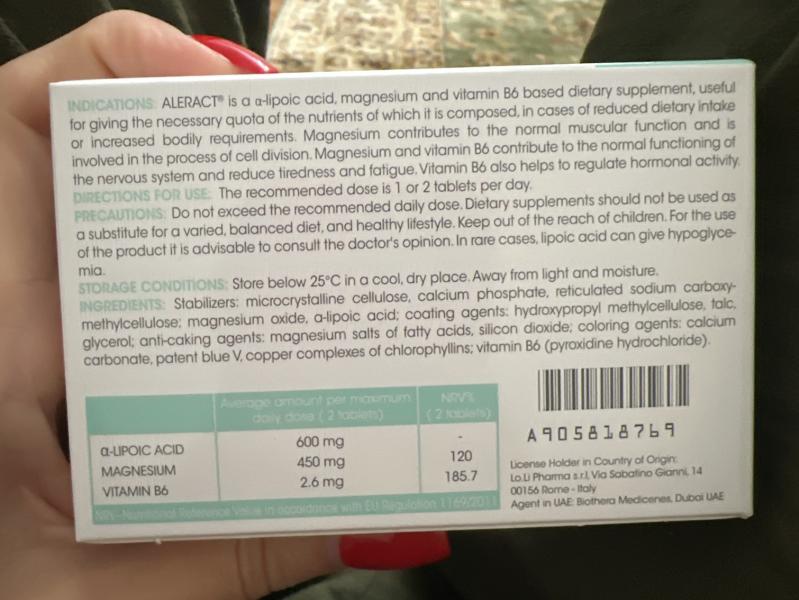 INDICATIONS: ALERACT® is a α-lipoic acid, magnesium and vitamin B6 based dietary supplement, useful
for giving the necessary quota of the nutrients of which it is composed, in cases of reduced dietary intake
or increased bodily requirements. Magnesium contributes to the normal muscular function and is
involved in the process of cell division. Magnesium and vitamin B6 contribute to the normal functioning of
the nervous system and reduce tiredness and fatigue. Vitamin B6 also helps to regulate hormonal activity.
DIRECTIONS FOR USE: The recommended dose is 1 or 2 tablets per day.
PRECAUTIONS: Do not exceed the recommended daily dose. Dietary supplements should not be used as
a substitute for a varied, balanced diet, and healthy lifestyle. Keep out of the reach of children. For the use
of the product it is advisable to consult the doctor's opinion. In rare cases, lipoic acid can give hypoglyce-
mia.
STORAGE CONDITIONS: Store below 25°C in a cool, dry place. Away from light and moisture.
INGREDIENTS: Stabilizers: microcrystalline cellulose, calcium phosphate, reticulated sodium carboxy-
methylcellulose; magnesium oxide, α-lipoic acid; coating agents: hydroxypropyl methylcellulose, talc,
glycerol; anti-caking agents: magnesium salts of fatty acids, silicon dioxide; coloring agents: calcium
carbonate, patent blue V, copper complexes of chlorophyllins; vitamin B6 (pyroxidine hydrochloride).
Average amount per maximum
daily dose ( 2 tablets)
NRV%
( 2 tablets)
α-LIPOIC ACID 600 mg -
MAGNESIUM 450 mg 120
VITAMIN B6 2.6 mg 185.7
NRV=Nutritional Reference Value in accordance with EU Regulation 1169/2011
A905818769
License Holder in Country of Origin:
Lo.Li Pharma s.r.l, Via Sabatino Gianni, 14
00156 Rome - Italy
Agent in UAE: Biothera Medicenes, Dubai UAE